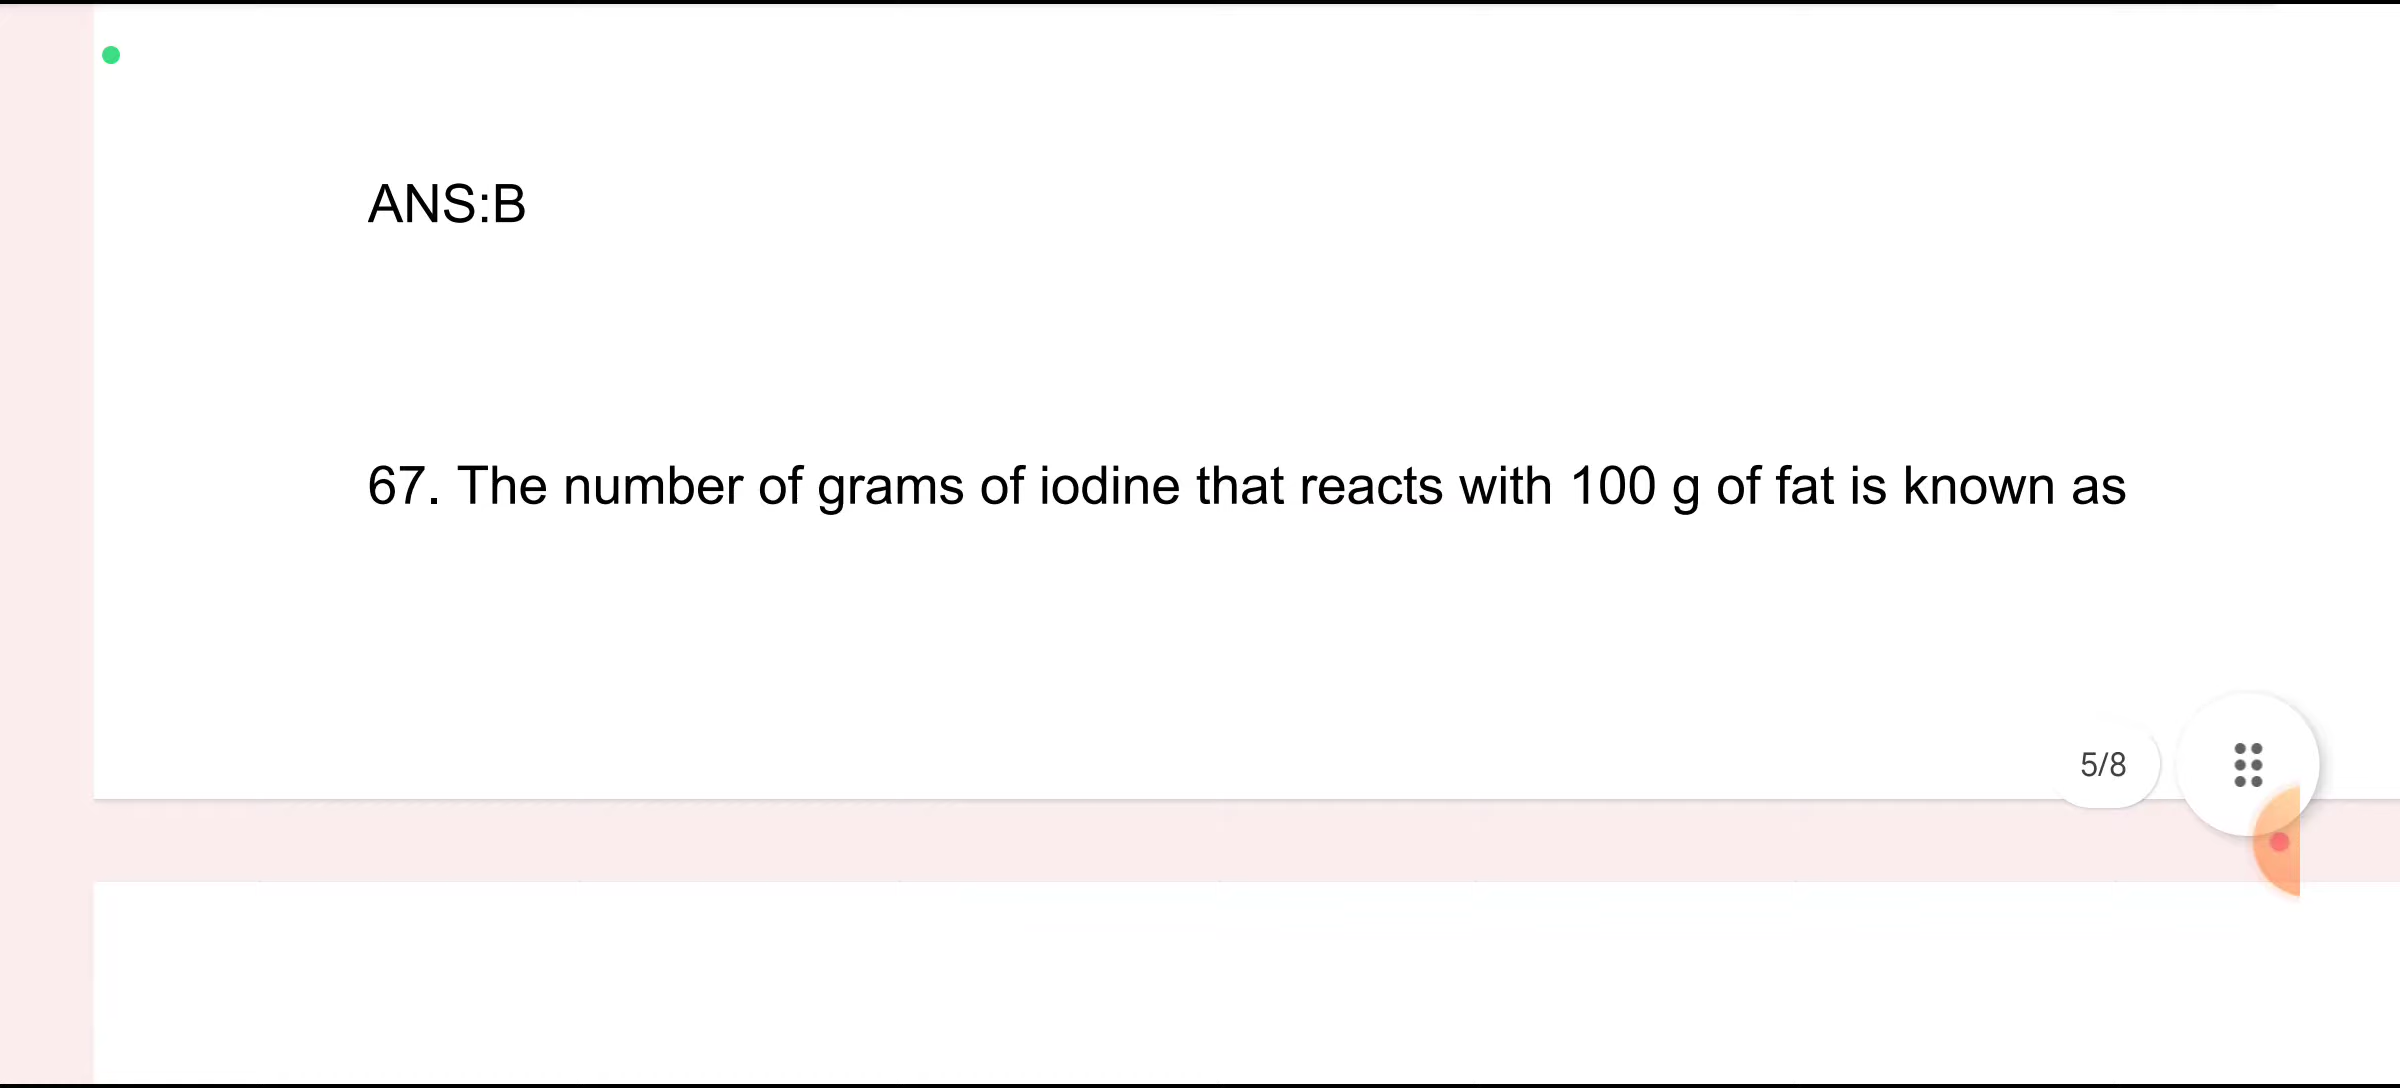 ANS:B
67. The number of grams of iodine that reacts with 100 g of fat is known as
5/8